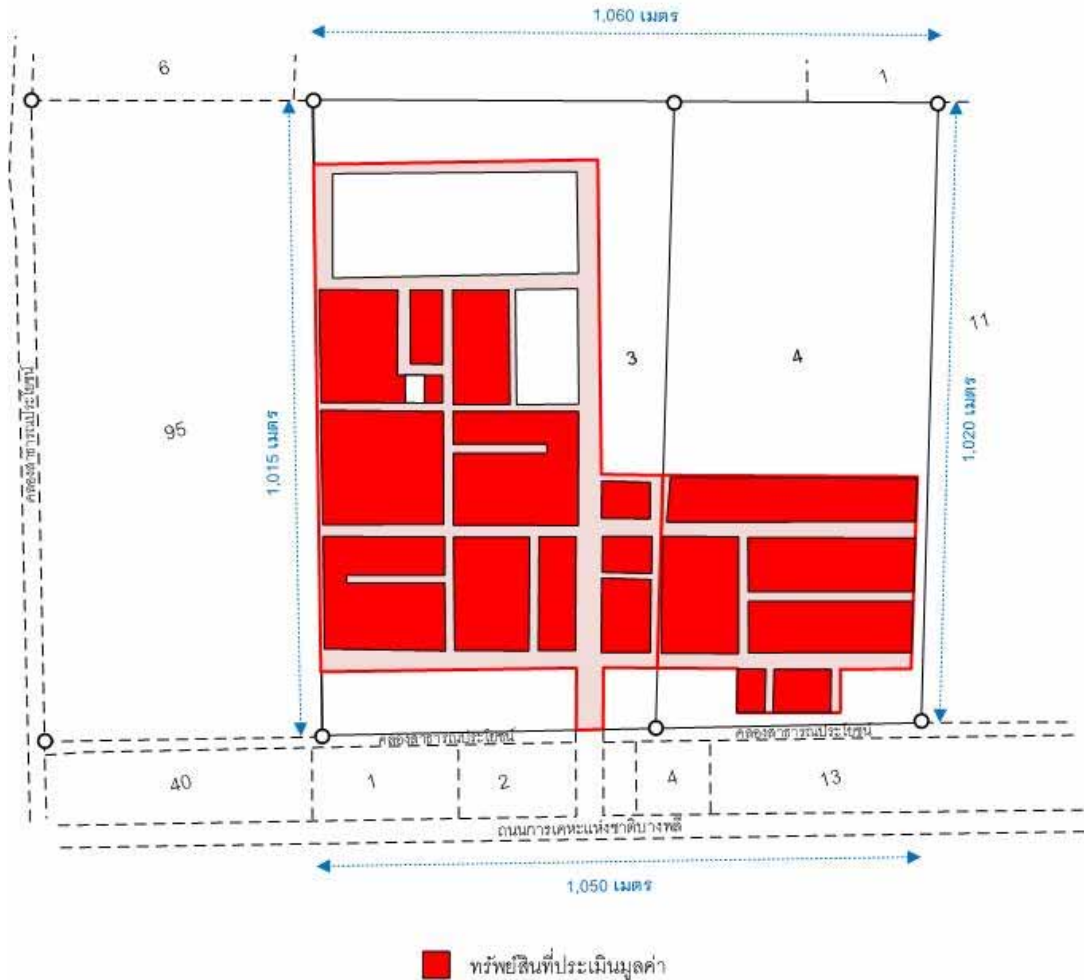 1,060 เมตร
6
1
3
4
11
95
คลองสาธารณประโยชน์
1,015 เมตร
1,020 เมตร
คลองสาธารณประโยชน์
คลองสาธารณประโยชน์
40
1
2
4
13
ถนนการเคหะแห่งชาติบางพลี
1,050 เมตร
ทรัพย์สินที่ประเมินมูลค่า